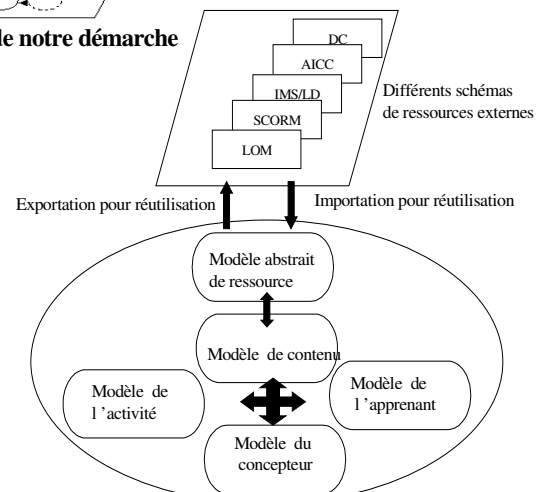 le notre démarche
DC
AICC
IMS/LD
SCORM
LOM
Différents schémas
de ressources externes
Exportation pour réutilisation
Importation pour réutilisation
Modèle abstrait
de ressource
Modèle de contenu
Modèle de
l ’activité
Modèle de
l ’apprenant
Modèle du
concepteur